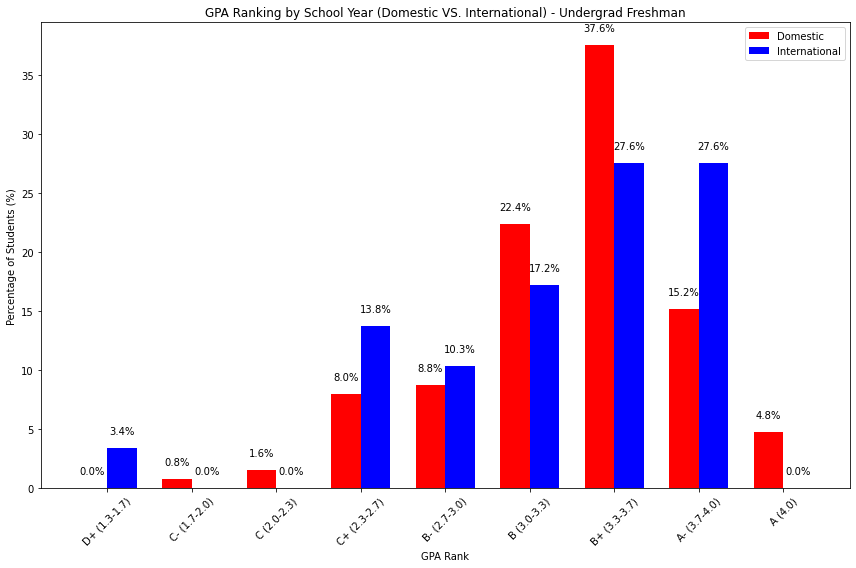 GPA Ranking by School Year (Domestic VS. International) - Undergrad Freshman
Domestic
International
Percentage of Students (%)
35
30
25
20
15
10
5
0
0.0%
3.4%
0.8%
0.0%
1.6%
0.0%
8.0%
13.8%
8.8%
10.3%
22.4%
17.2%
37.6%
27.6%
15.2%
27.6%
4.8%
0.0%
D+ (1.3-1.7)
C- (1.7-2.0)
C (2.0-2.3)
C+ (2.3-2.7)
B- (2.7-3.0)
B (3.0-3.3)
B+ (3.3-3.7)
A- (3.7-4.0)
A (4.0)
GPA Rank